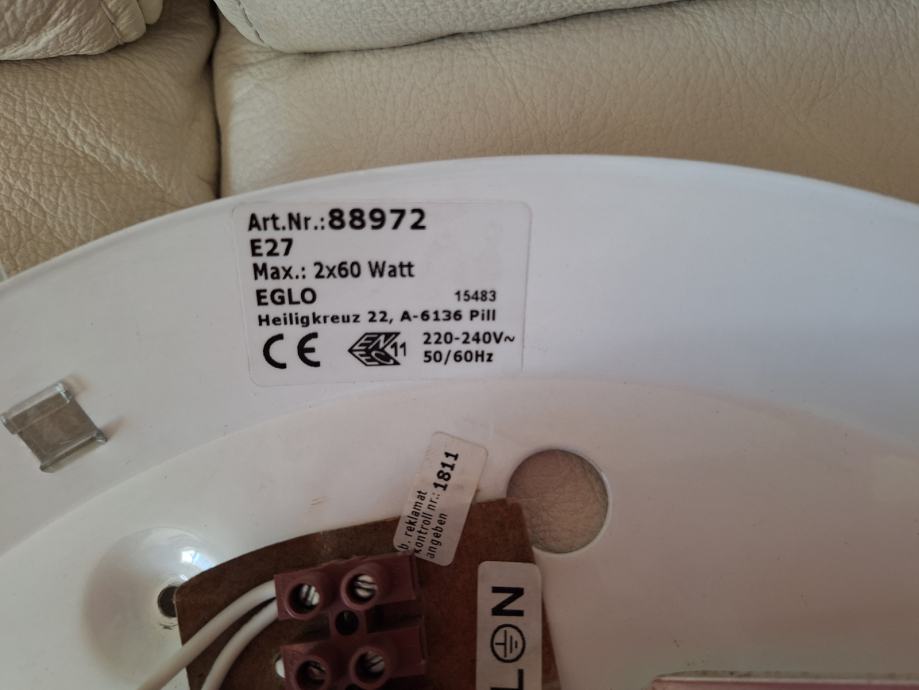 Art.Nr.:88972
E27
Max.: 2x60 Watt
EGLO 15483
Heiligkreuz 22, A-6136 Pill
CE ENEC 11 220-240V~
50/60Hz
b. reklamat
kontroll nr.: 1811
angeben
L⏚N